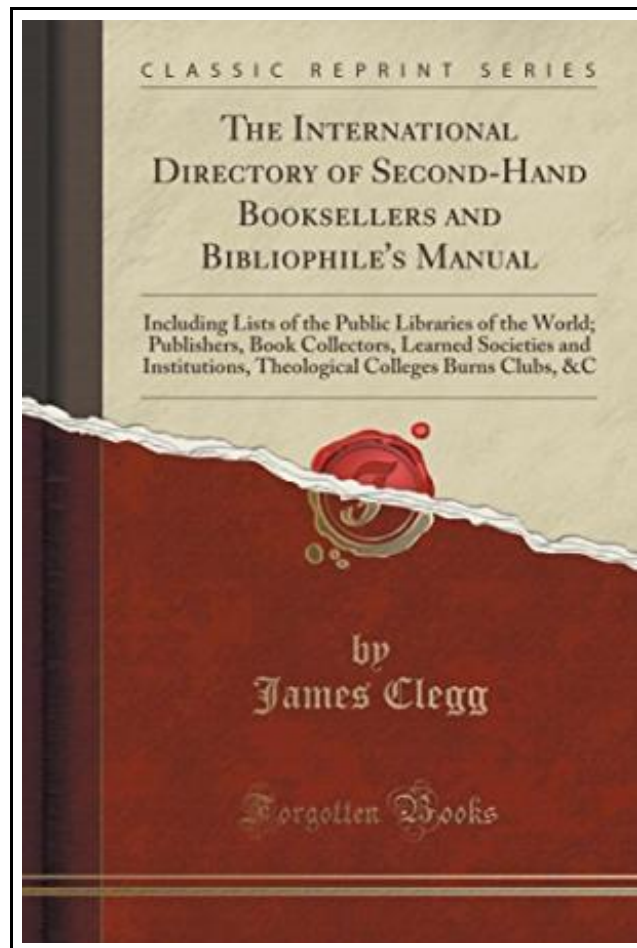 CLASSIC REPRINT SERIES
THE INTERNATIONAL
DIRECTORY OF SECOND-HAND
BOOKSELLERS AND
BIBLIOPHILE'S MANUAL
Including Lists of the Public Libraries of the World;
Publishers, Book Collectors, Learned Societies and
Institutions, Theological Colleges Burns Clubs, &C
by
James Clegg
Forgotten Books